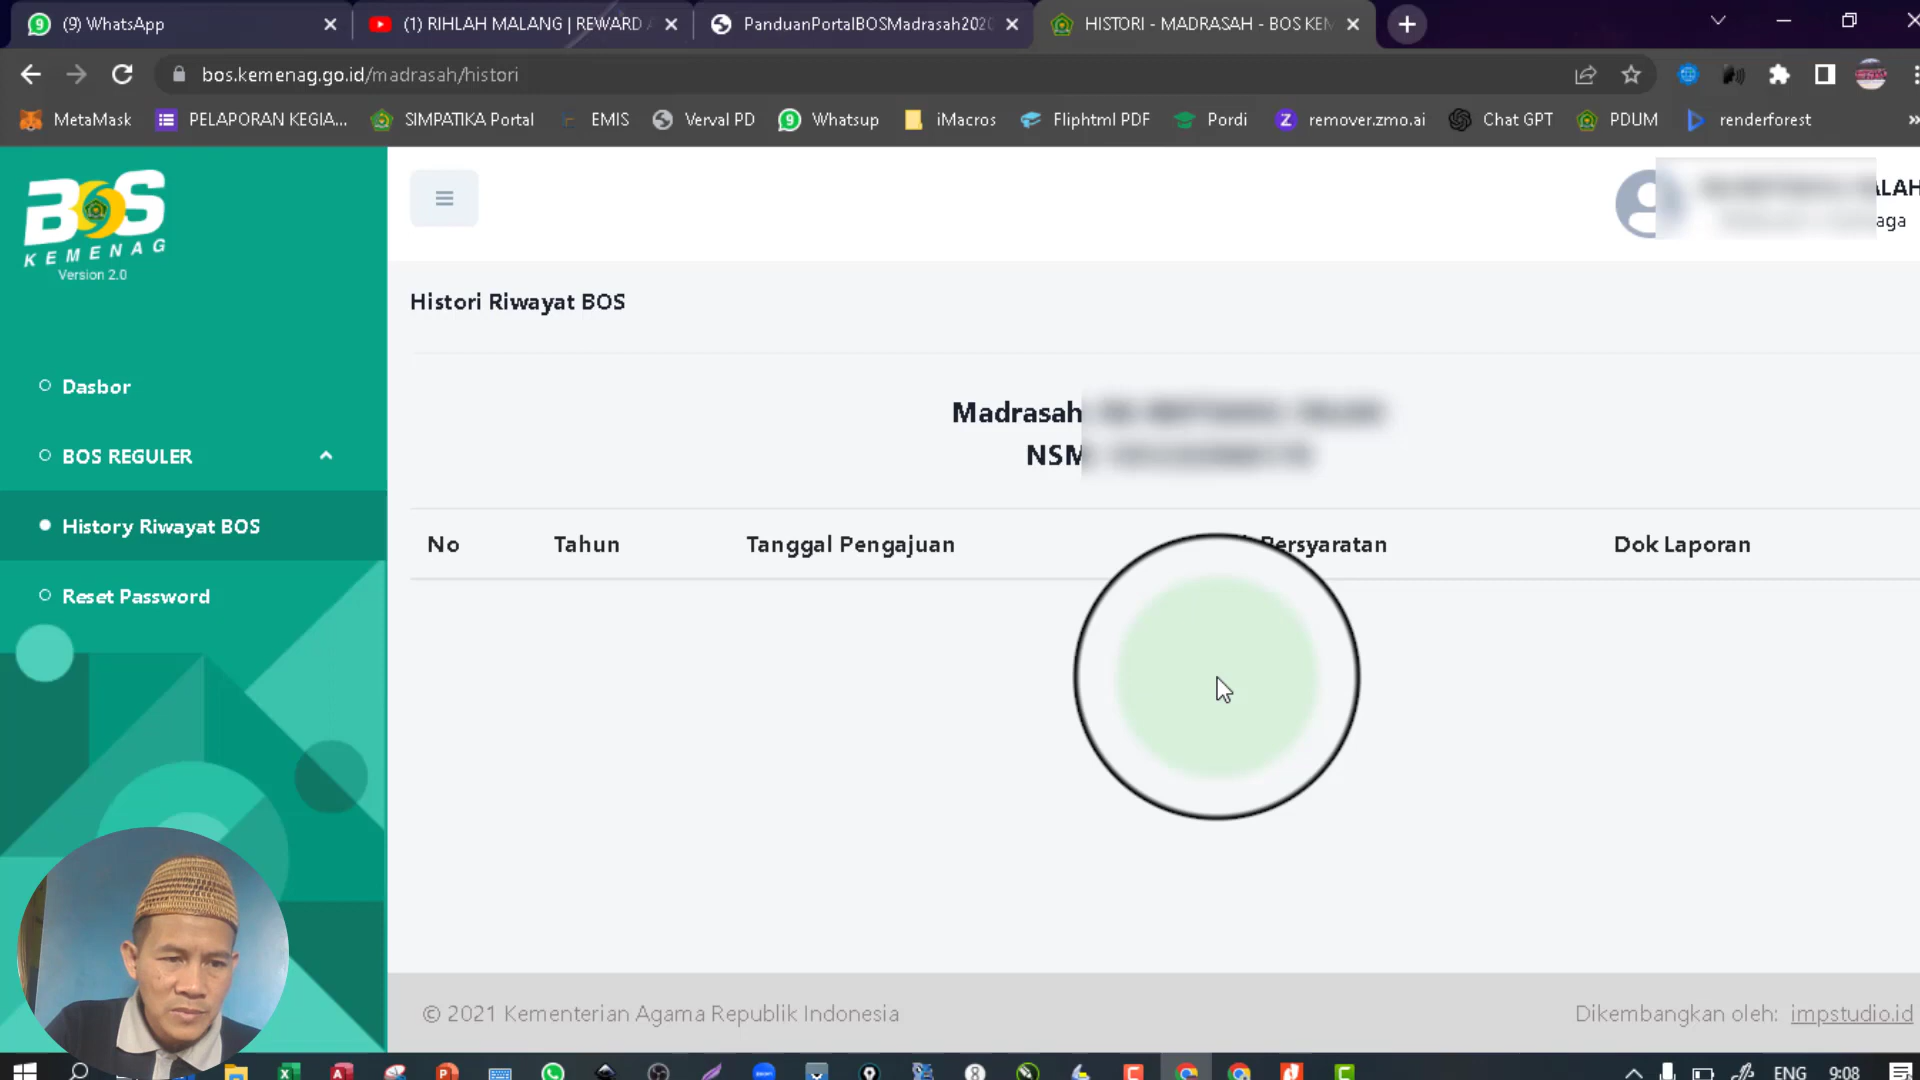 (9) WhatsApp
(1) RIHLAH MALANG | REWARD
PanduanPortalBOSMadrasah2020
HISTORI - MADRASAH - BOS KEM
bos.kemenag.go.id/madrasah/histori
MetaMask
PELAPORAN KEGIA...
SIMPATIKA Portal
EMIS
Verval PD
Whatsup
iMacros
Fliphtml PDF
Pordi
remover.zmo.ai
Chat GPT
PDUM
renderforest
BOS
KEMENAG
Version 2.0
Dasbor
BOS REGULER
History Riwayat BOS
Reset Password
Histori Riwayat BOS
Madrasah
NSM
No
Tahun
Tanggal Pengajuan
Persyaratan
Dok Laporan
© 2021 Kementerian Agama Republik Indonesia
Dikembangkan oleh: impstudio.id
ENG
9:08